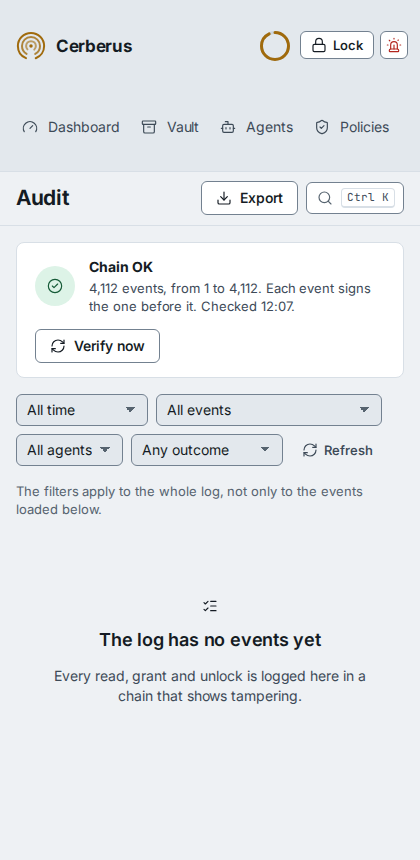 Cerberus
Lock
Dashboard
Vault
Agents
Policies
Audit
Export
Ctrl K
Chain OK
4,112 events, from 1 to 4,112. Each event signs
the one before it. Checked 12:07.
Verify now
All time
All events
All agents
Any outcome
Refresh
The filters apply to the whole log, not only to the events
loaded below.
The log has no events yet
Every read, grant and unlock is logged here in a
chain that shows tampering.